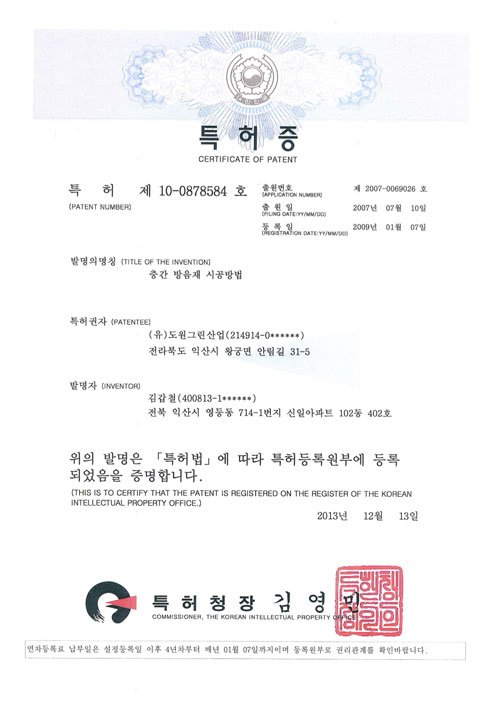 특허증
CERTIFICATE OF PATENT
특 허 제 10-0878584 호
(PATENT NUMBER)
출원번호 제 2007-0069026 호
(APPLICATION NUMBER)
출 원 일 2007년 07월 10일
(FILING DATE:YY/MM/DD)
등 록 일 2009년 01월 07일
(REGISTRATION DATE:YY/MM/DD)
발명의명칭 (TITLE OF THE INVENTION)
층간 방음재 시공방법
특허권자 (PATENTEE)
(유)도원그린산업(214914-0******)
전라북도 익산시 왕궁면 안림길 31-5
발명자 (INVENTOR)
김갑철(400813-1******)
전북 익산시 영등동 714-1번지 신일아파트 102동 402호
위의 발명은 「특허법」에 따라 특허등록원부에 등록
되었음을 증명합니다.
(THIS IS TO CERTIFY THAT THE PATENT IS REGISTERED ON THE REGISTER OF THE KOREAN
INTELLECTUAL PROPERTY OFFICE.)
2013년 12월 13일
특허청장 김영민
COMMISSIONER, THE KOREAN INTELLECTUAL PROPERTY OFFICE
연차등록료 납부일은 설정등록일 이후 4년차부터 매년 01월 07일까지이며 등록원부로 권리관계를 확인바랍니다.